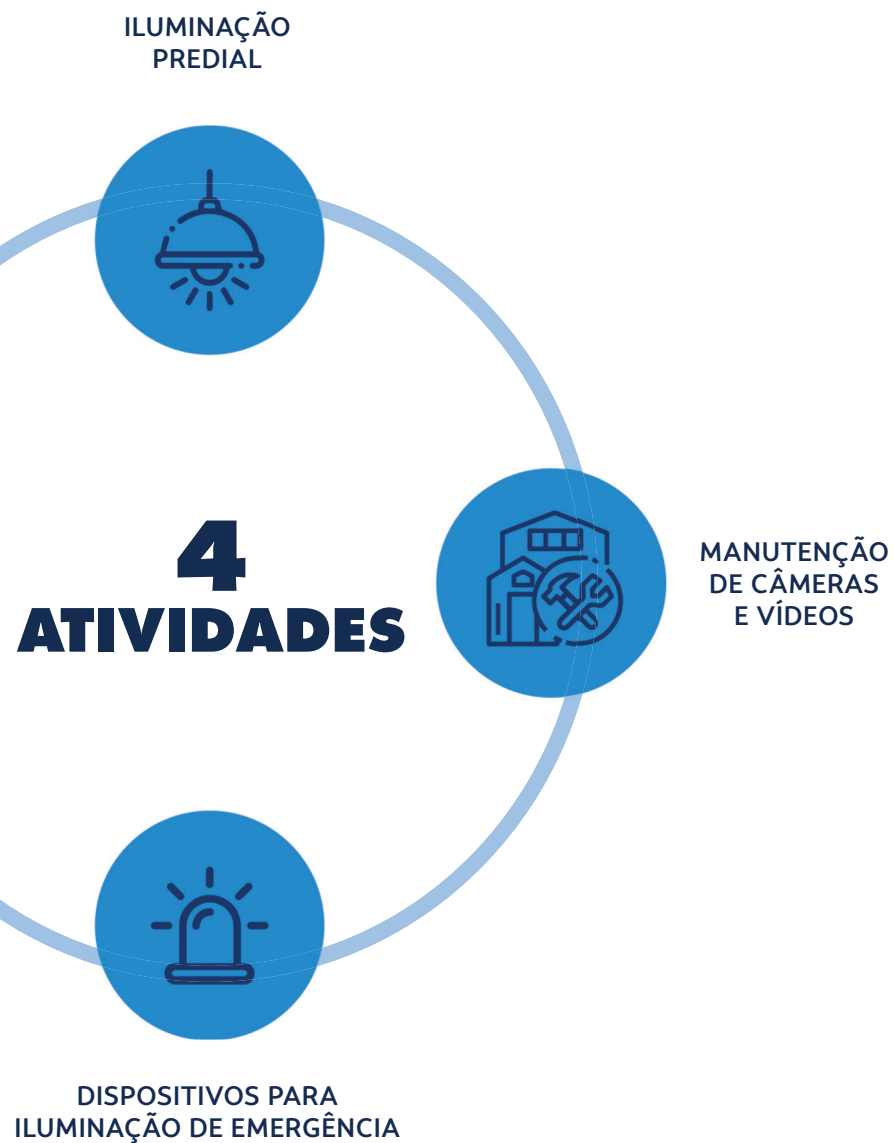 ILUMINAÇÃO
PREDIAL
4
ATIVIDADES
MANUTENÇÃO
DE CÂMERAS
E VÍDEOS
DISPOSITIVOS PARA
ILUMINAÇÃO DE EMERGÊNCIA